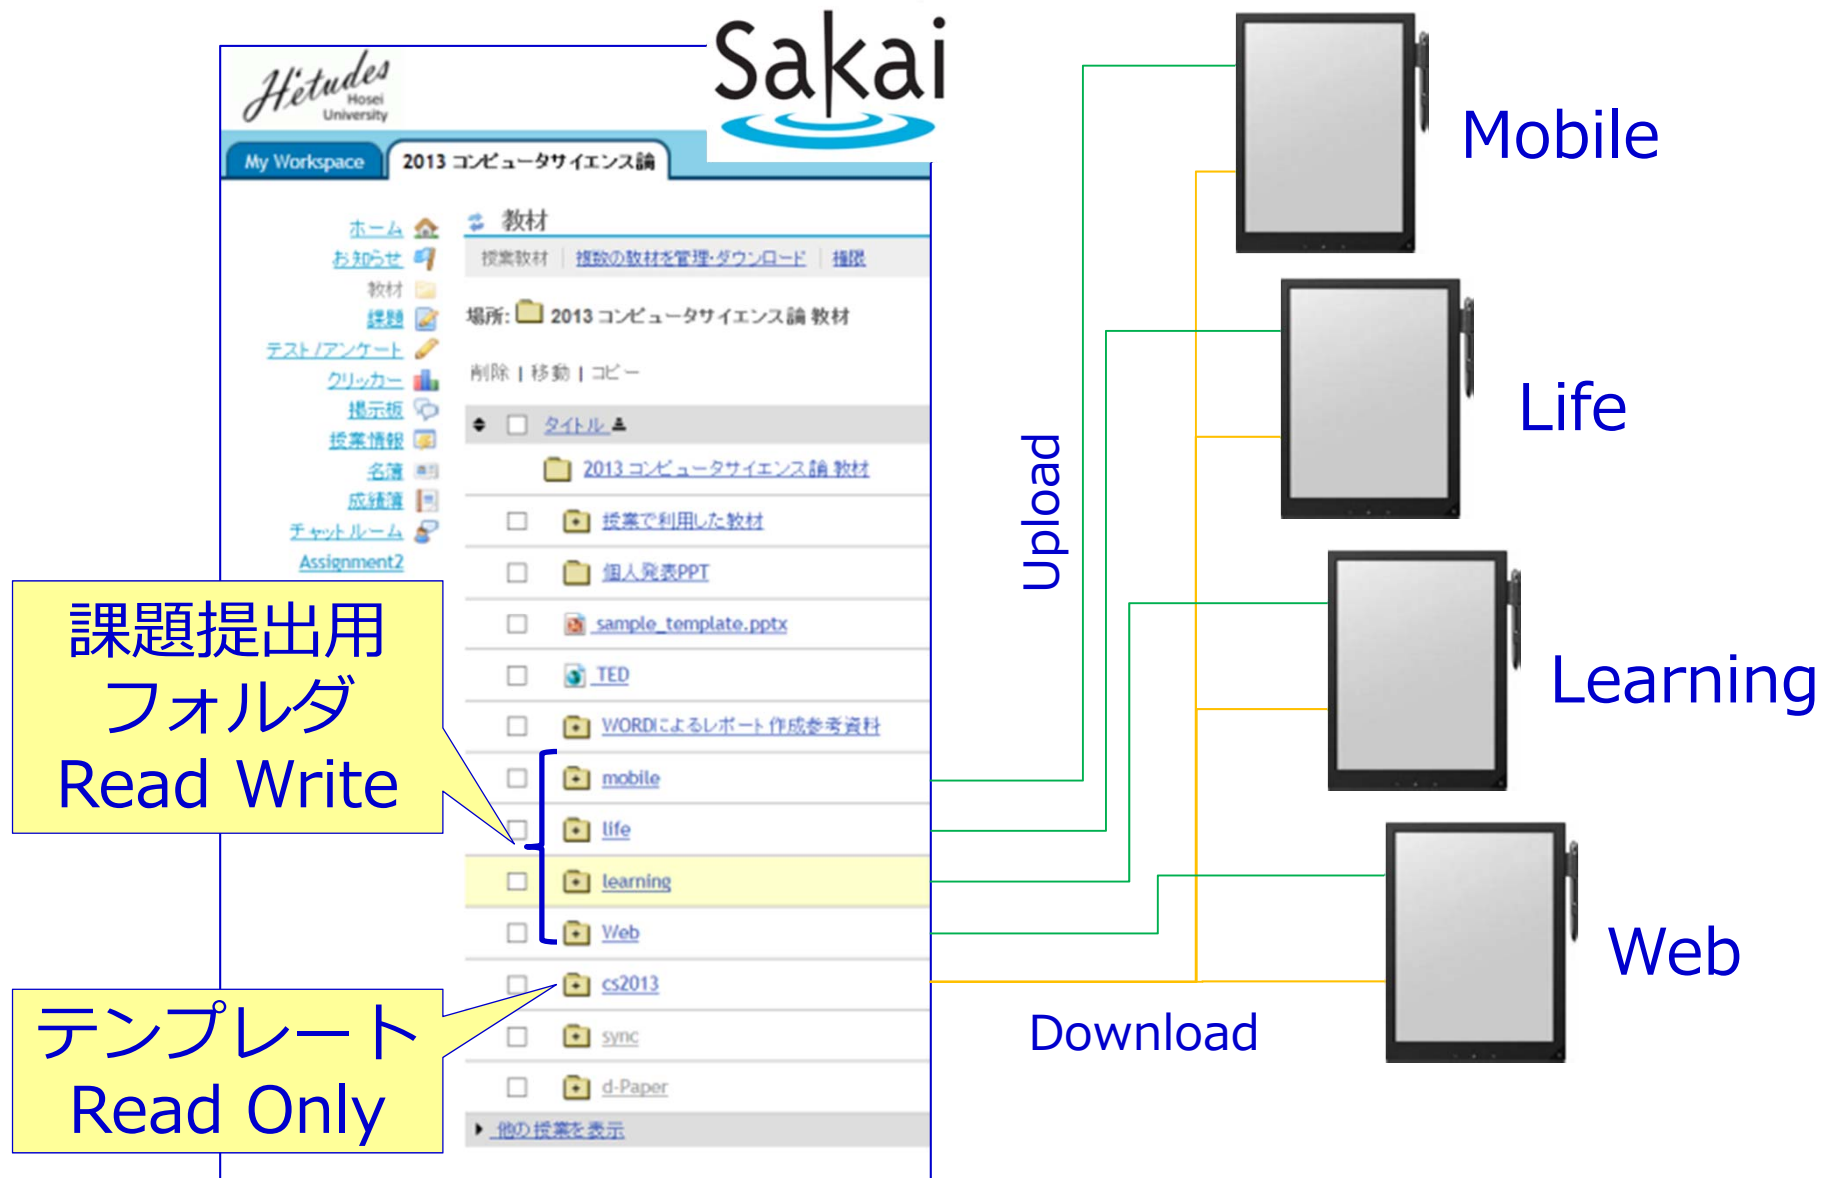 Sakai
H'etudes
Hosei
University
My Workspace
2013 コンピュータサイエンス論
ホーム
お知らせ
教材
課題
テスト/アンケート
クリッカー
掲示板
授業情報
名簿
成績簿
チャットルーム
Assignment2
教材
授業教材 | 複数の教材を管理・ダウンロード | 権限
場所: 2013 コンピュータサイエンス論 教材
削除 | 移動 | コピー
タイトル
2013 コンピュータサイエンス論 教材
授業で利用した教材
個人発表PPT
sample_template.pptx
TED
WORDによるレポート作成参考資料
mobile
life
learning
Web
cs2013
sync
d-Paper
他の授業を表示
課題提出用
フォルダ
Read Write
テンプレート
Read Only
Upload
Download
Mobile
Life
Learning
Web